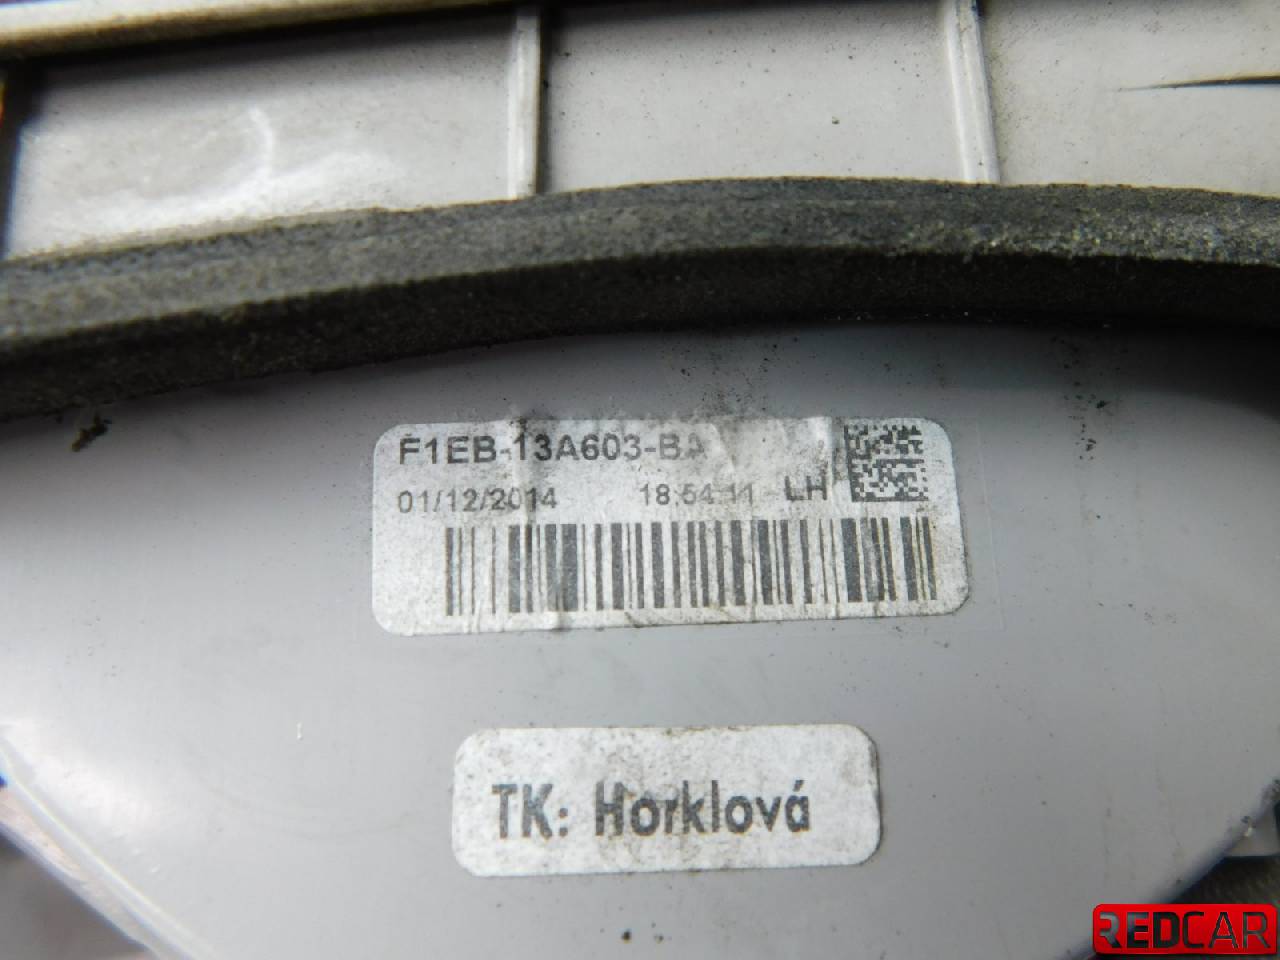 F1EB-13A603-BA
01/12/2014 18:54:11 LH
TK: Horklová
REDCAR